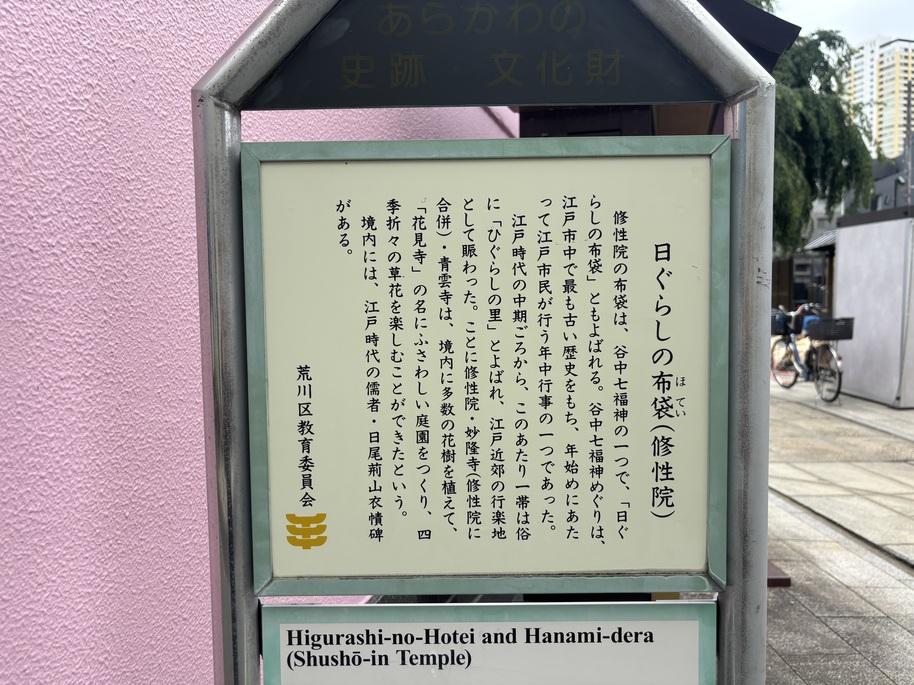 あらかわの
史跡 文化財
日ぐらしの布袋(修性院)
ほてい
修性院の布袋は、谷中七福神の一つで、「日ぐ
らしの布袋」ともよばれる。谷中七福神めぐりは、
江戸市中で最も古い歴史をもち、年始めにあた
って江戸市民が行う年中行事の一つであった。
江戸時代の中期ごろから、このあたり一帯は俗
に「ひぐらしの里」とよばれ、江戸近郊の行楽地
として賑わった。ことに修性院・妙隆寺(修性院に
合併)・青雲寺は、境内に多数の花樹を植えて、
「花見寺」の名にふさわしい庭園をつくり、四
季折々の草花を楽しむことができたという。
境内には、江戸時代の儒者・日尾荊山衣幘碑
がある。
荒川区教育委員会
Higurashi-no-Hotei and Hanami-dera
(Shushō-in Temple)